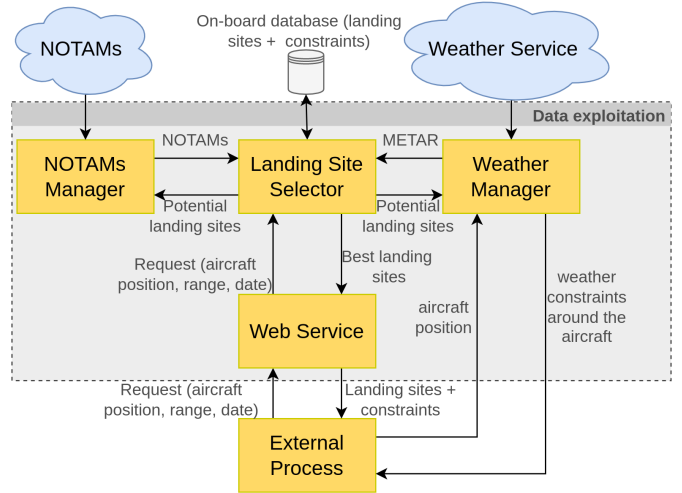 On-board database (landing
sites +  constraints)
NOTAMs
Weather Service
Data exploitation
NOTAMs
Manager
NOTAMs
Landing Site
Selector
METAR
Weather
Manager
Potential
landing sites
Potential
landing sites
Request (aircraft
position, range, date)
Best landing
sites
Web Service
aircraft
position
weather
constraints
around the
aircraft
Request (aircraft
position, range, date)
Landing sites +
constraints
External
Process